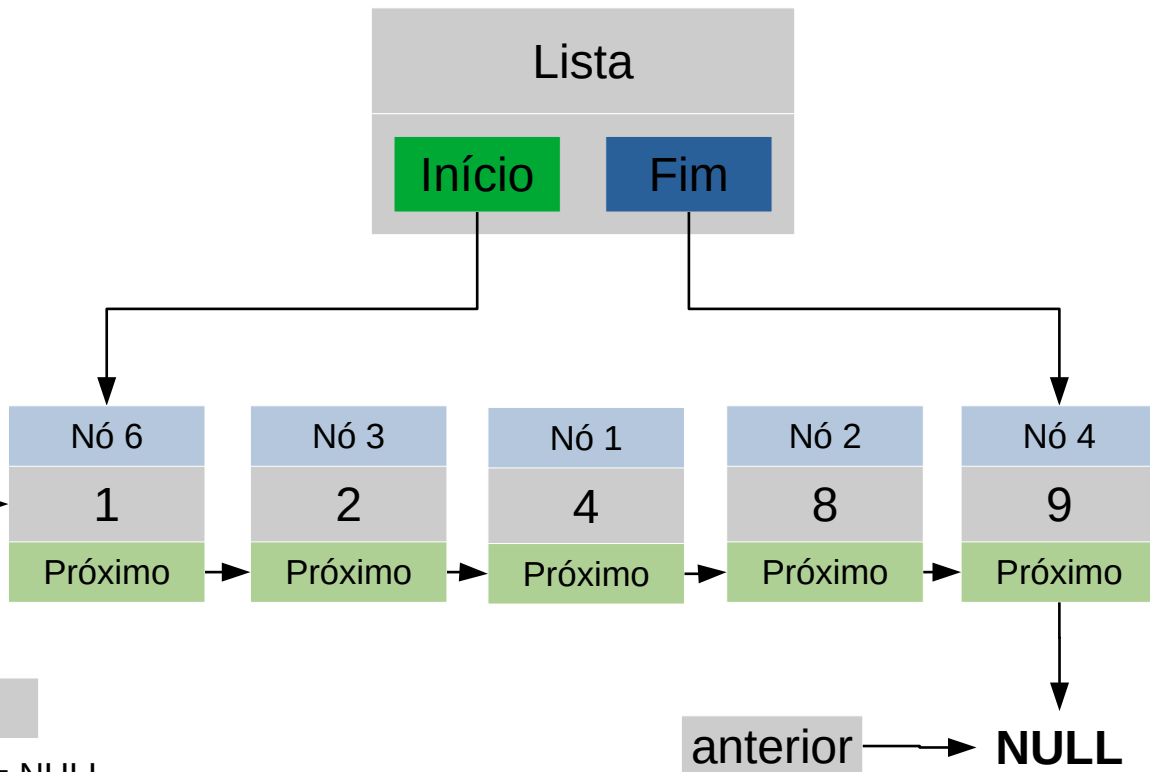 Lista
Início Fim
Nó 6 Nó 3 Nó 1 Nó 2 Nó 4
1 2 4 8 9
Próximo Próximo Próximo Próximo Próximo
anterior NULL
NULL